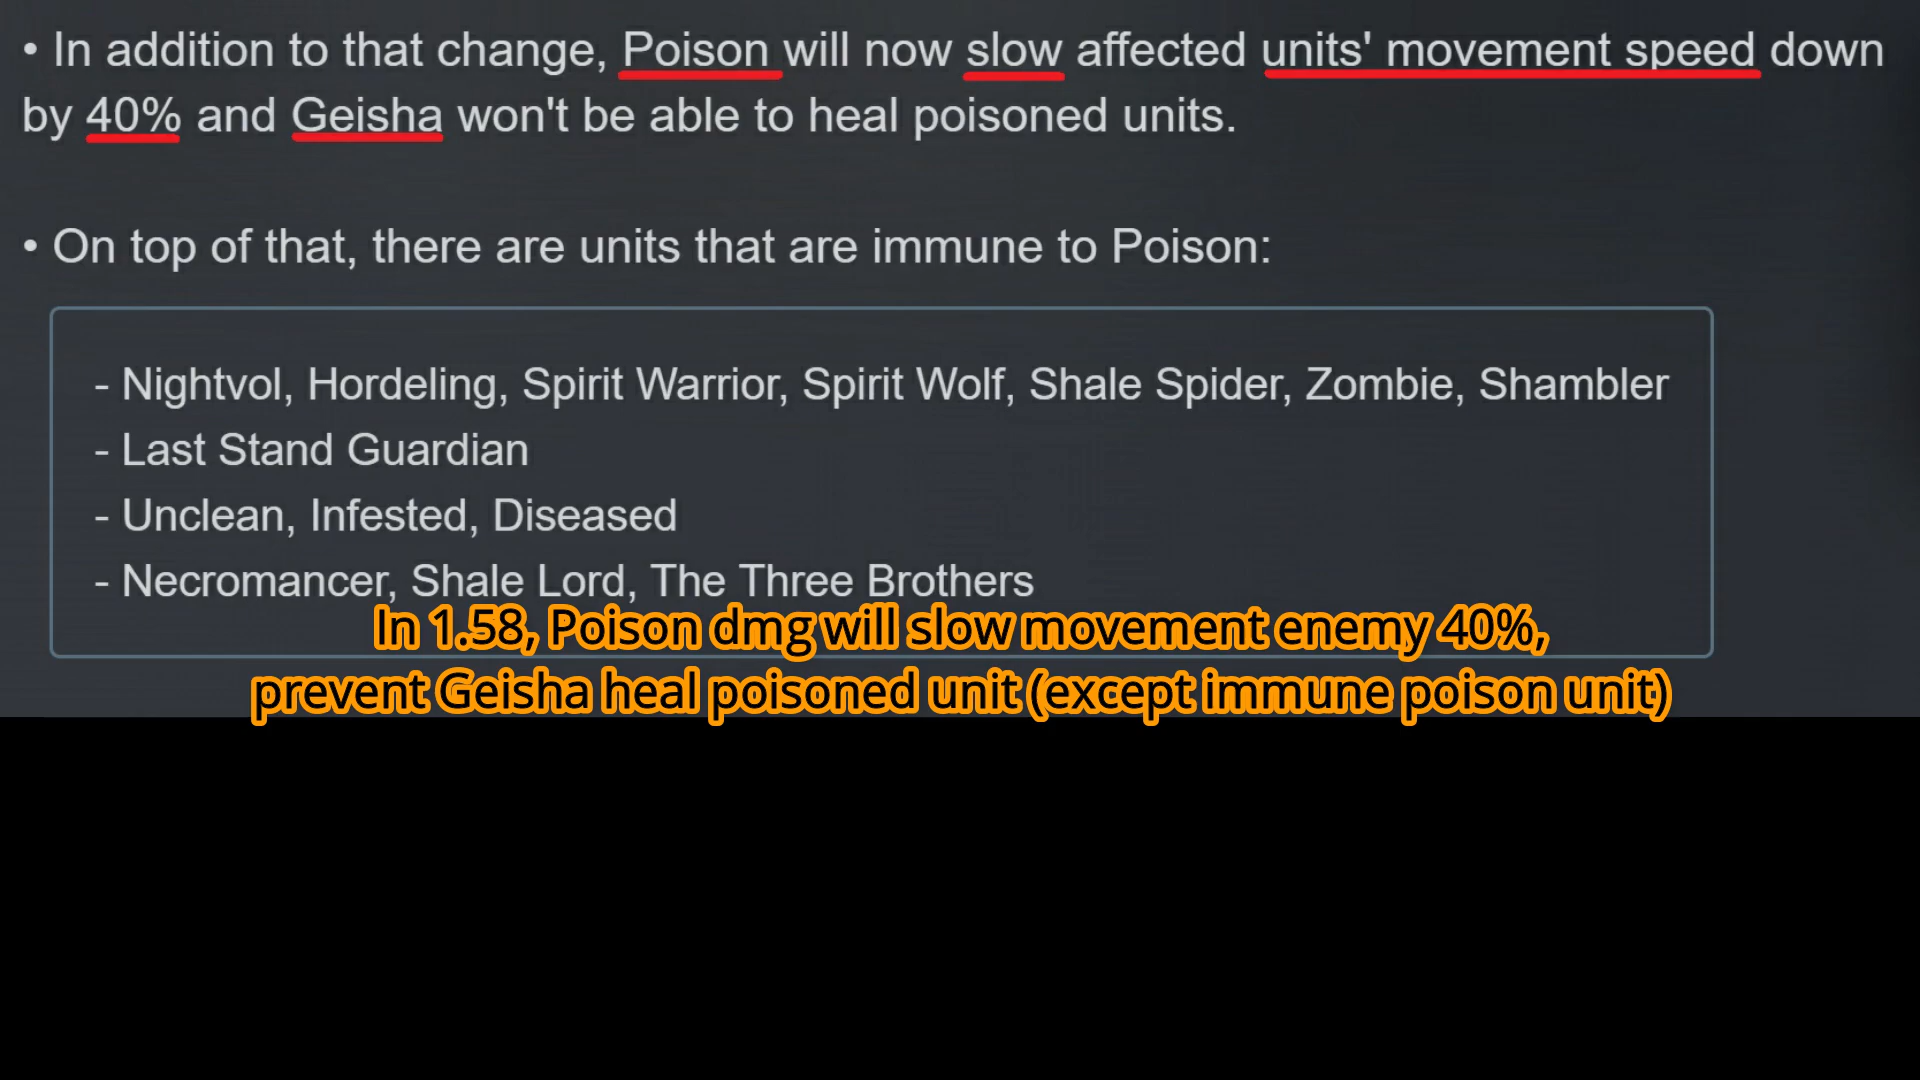 • In addition to that change, Poison will now slow affected units' movement speed down
by 40% and Geisha won't be able to heal poisoned units.
• On top of that, there are units that are immune to Poison:
- Nightvol, Hordeling, Spirit Warrior, Spirit Wolf, Shale Spider, Zombie, Shambler
- Last Stand Guardian
- Unclean, Infested, Diseased
- Necromancer, Shale Lord, The Three Brothers
In 1.58, Poison dmg will slow movement enemy 40%,
prevent Geisha heal poisoned unit (except immune poison unit)